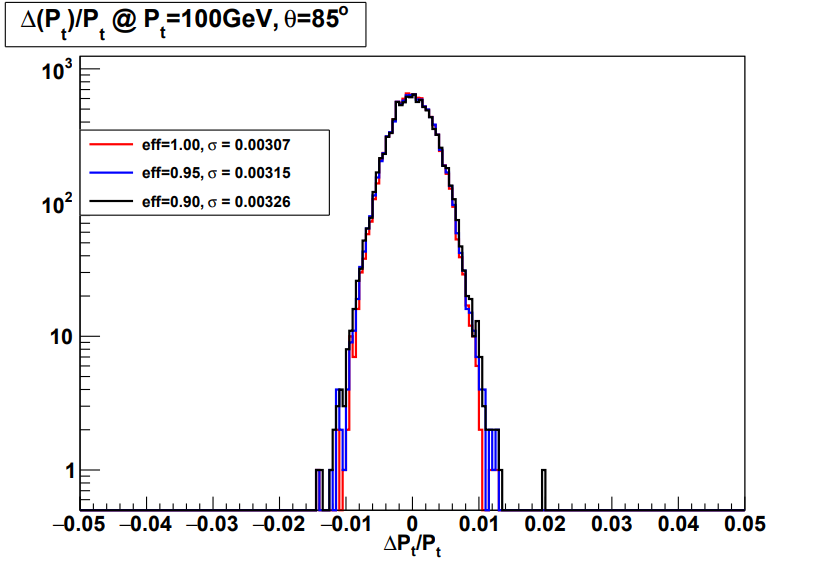 Δ(Pt)/Pt @ Pt=100GeV, θ=85°
10³
eff=1.00, σ = 0.00307
eff=0.95, σ = 0.00315
eff=0.90, σ = 0.00326
10²
10
1
−0.05 −0.04 −0.03 −0.02 −0.01 0 0.01 0.02 0.03 0.04 0.05
ΔPt/Pt